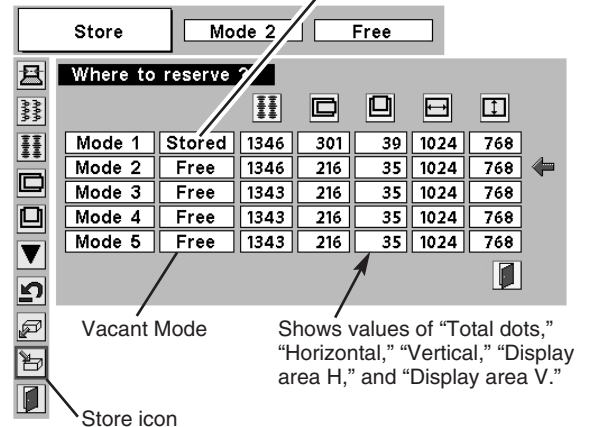 Store Mode 2 Free
Where to reserve ?
Mode 1 Stored 1346 301 39 1024 768
Mode 2 Free 1346 216 35 1024 768
Mode 3 Free 1343 216 35 1024 768
Mode 4 Free 1343 216 35 1024 768
Mode 5 Free 1343 216 35 1024 768
Vacant Mode
Shows values of “Total dots,”
“Horizontal,” “Vertical,” “Display
area H,” and “Display area V.”
Store icon